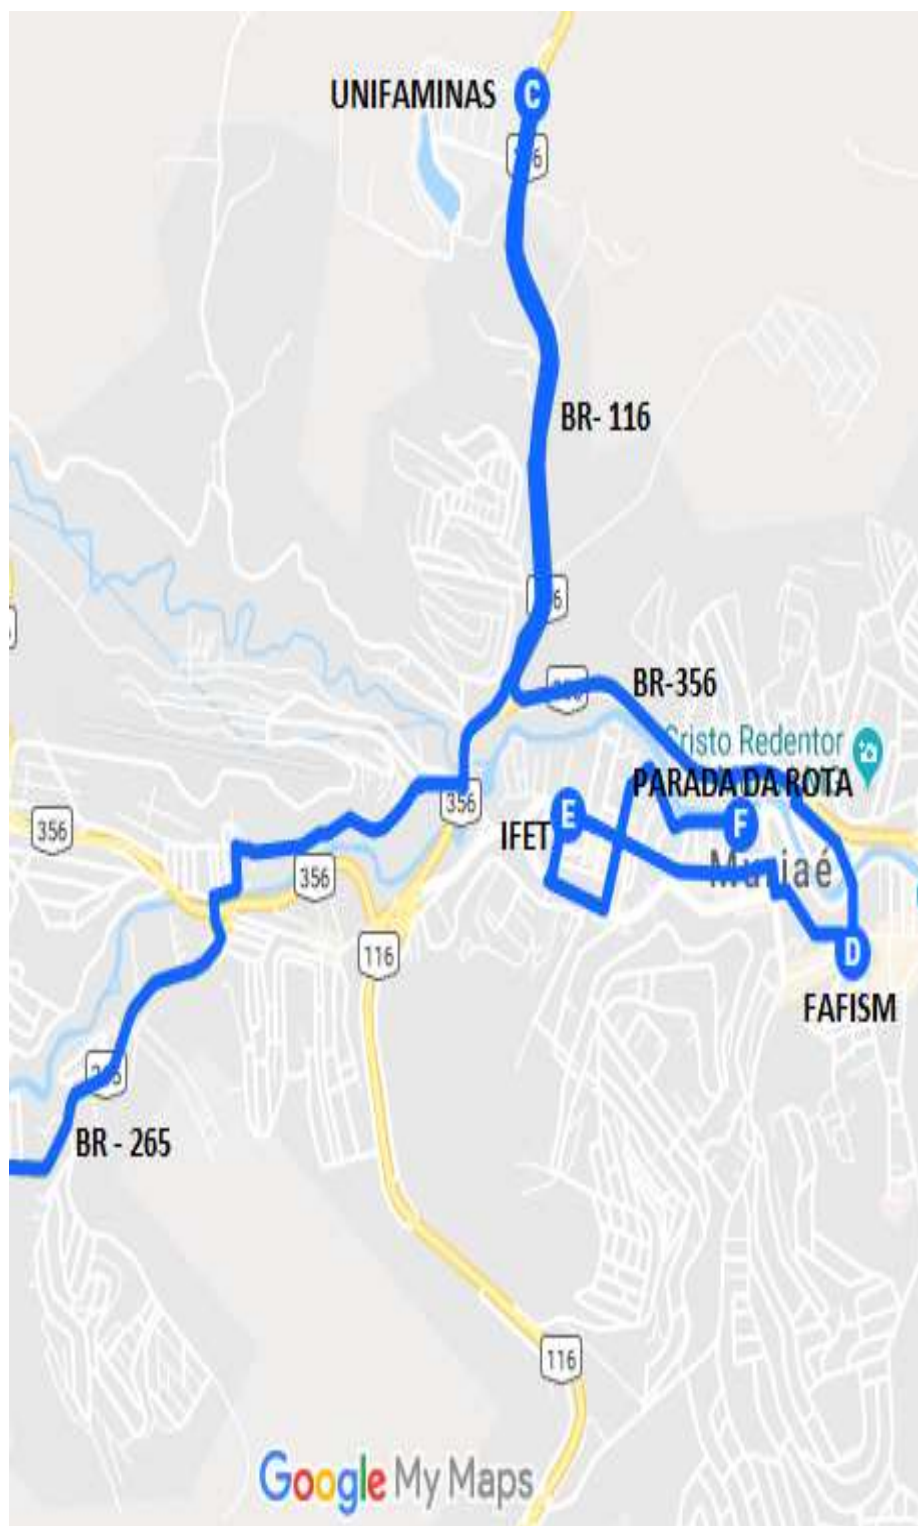 UNIFAMINAS
C
BR- 116
BR-356
Cristo Redentor
PARADA DA ROTA
356
356
E
F
IFET
356
Muriaé
116
D
FAFISM
BR - 265
116
Google My Maps